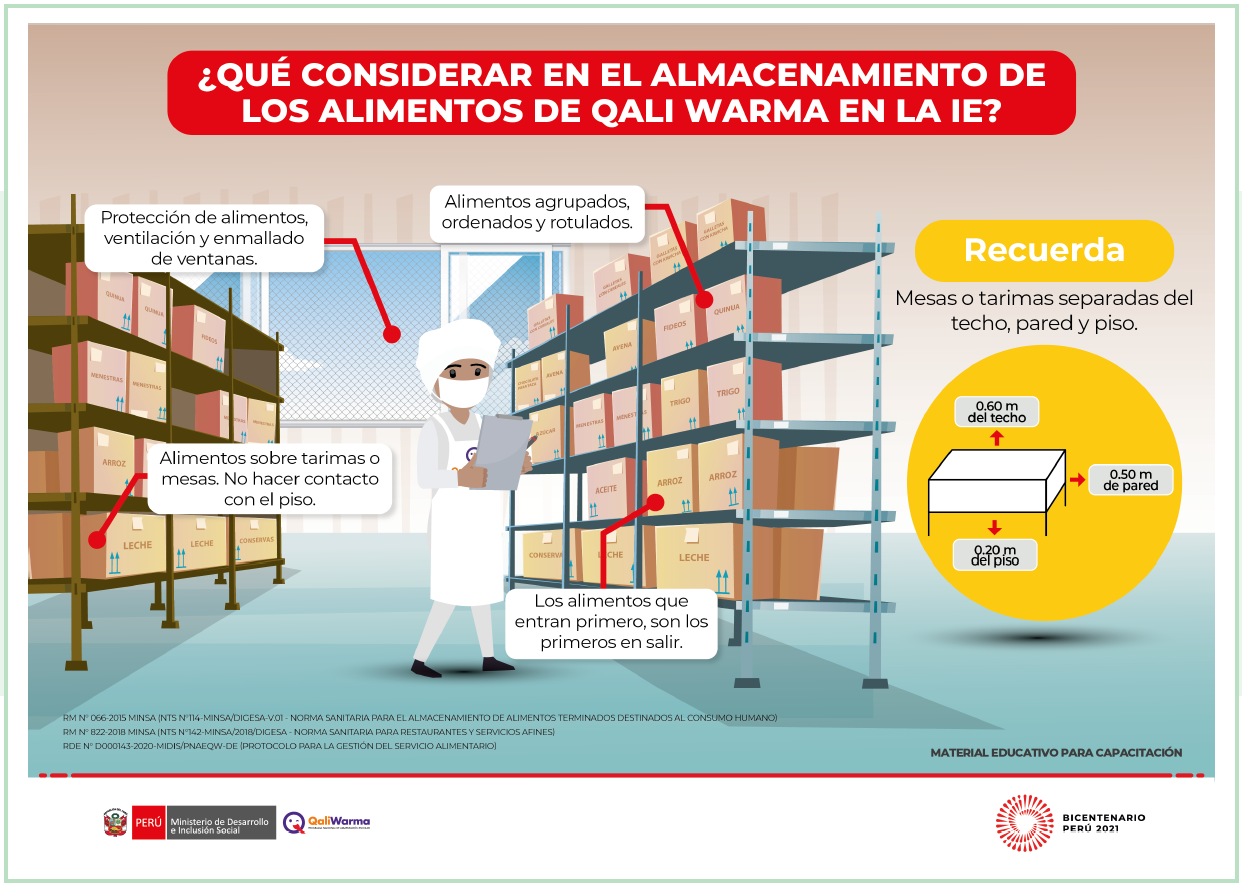 ¿QUÉ CONSIDERAR EN EL ALMACENAMIENTO DE
LOS ALIMENTOS DE QALI WARMA EN LA IE?
Protección de alimentos,
ventilación y enmallado
de ventanas.
Alimentos agrupados,
ordenados y rotulados.
Recuerda
Mesas o tarimas separadas del
techo, pared y piso.
0.60 m
del techo
0.50 m
de pared
0.20 m
del piso
Alimentos sobre tarimas o
mesas. No hacer contacto
con el piso.
Los alimentos que
entran primero, son los
primeros en salir.
QUINUA
QUINUA
FIDEOS
MENESTRAS
MENESTRAS
ARROZ
LECHE
LECHE
CONSERVAS
GALLETAS
CON KIWICHA
GALLETAS
CON KIWICHA
AVENA
FIDEOS
QUINUA
AVENA
MENESTRAS
TRIGO
TRIGO
ACEITE
ARROZ
ARROZ
CONSERVA
LECHE
LECHE
RM N° 066-2015 MINSA (NTS N°114-MINSA/DIGESA-V.01 - NORMA SANITARIA PARA EL ALMACENAMIENTO DE ALIMENTOS TERMINADOS DESTINADOS AL CONSUMO HUMANO)
RM N° 822-2018 MINSA (NTS N°142-MINSA/2018/DIGESA - NORMA SANITARIA PARA RESTAURANTES Y SERVICIOS AFINES)
RDE N° D000143-2020-MIDIS/PNAEQW-DE (PROTOCOLO PARA LA GESTIÓN DEL SERVICIO ALIMENTARIO)
MATERIAL EDUCATIVO PARA CAPACITACIÓN
PERÚ
Ministerio de Desarrollo
e Inclusión Social
QaliWarma
BICENTENARIO
PERÚ 2021